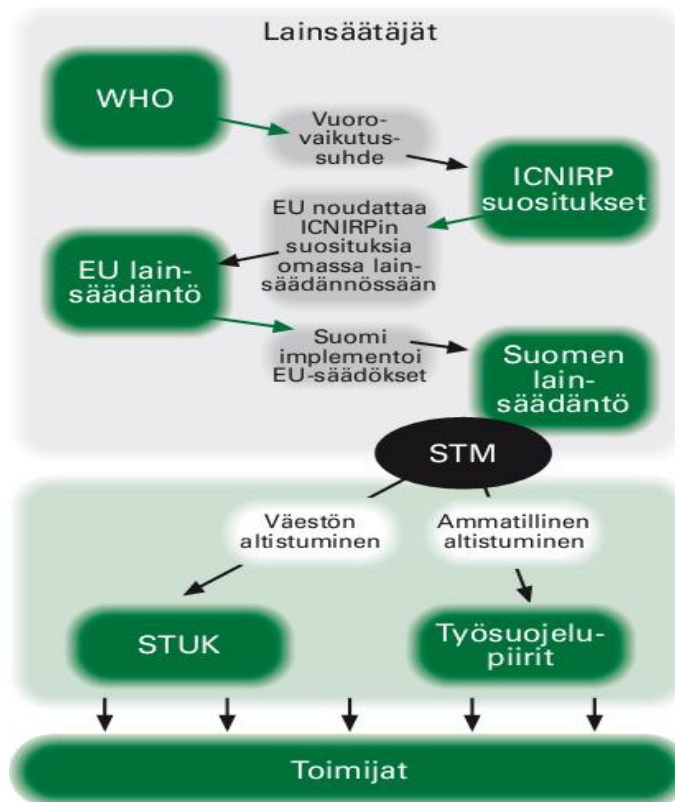 Lainsäätäjät
WHO
Vuoro-
vaikutus-
suhde
ICNIRP
suositukset
EU noudattaa
ICNIRPin
suosituksia
omassa lain-
säädännössään
EU lain-
säädäntö
Suomi
implementoi
EU-säädökset
Suomen
lain-
säädäntö
STM
Väestön
altistuminen
Ammatillinen
altistuminen
STUK
Työsuojelu-
piirit
Toimijat